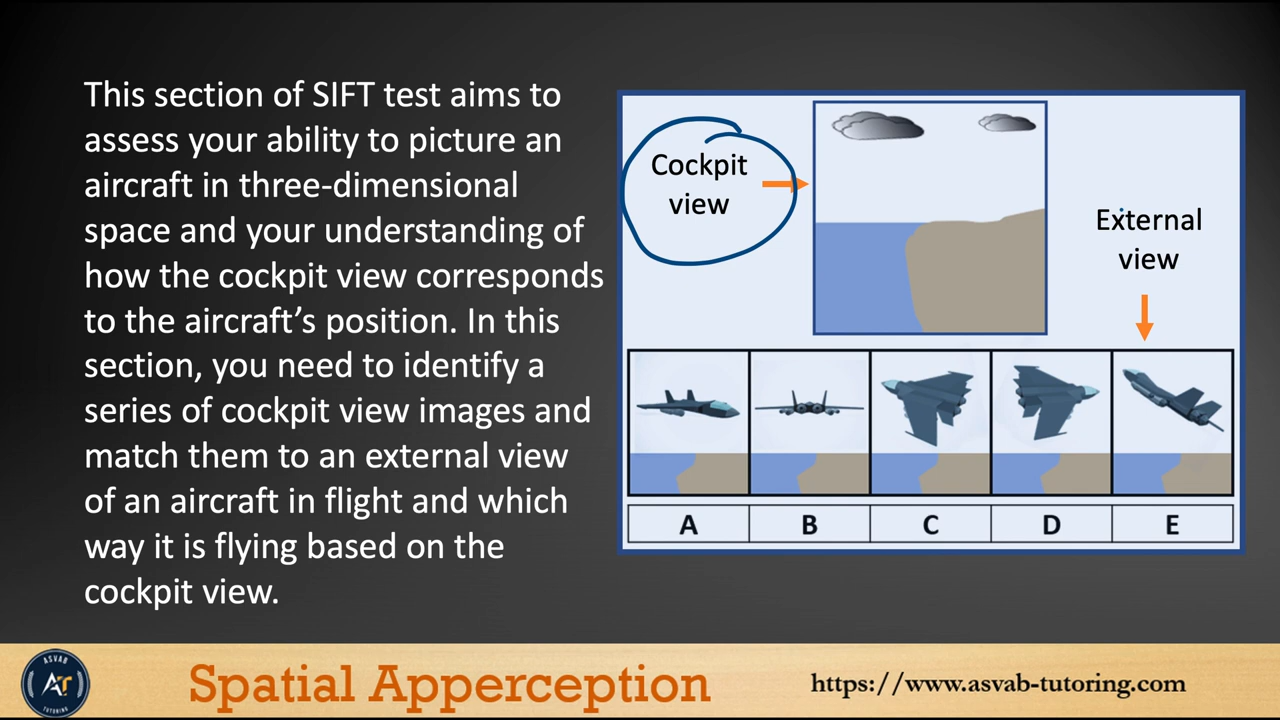 This section of SIFT test aims to
assess your ability to picture an
aircraft in three-dimensional
space and your understanding of
how the cockpit view corresponds
to the aircraft’s position. In this
section, you need to identify a
series of cockpit view images and
match them to an external view
of an aircraft in flight and which
way it is flying based on the
cockpit view.
Cockpit
view
External
view
A B C D E
ASVAB
AT
TUTORING
Spatial Apperception
https://www.asvab-tutoring.com